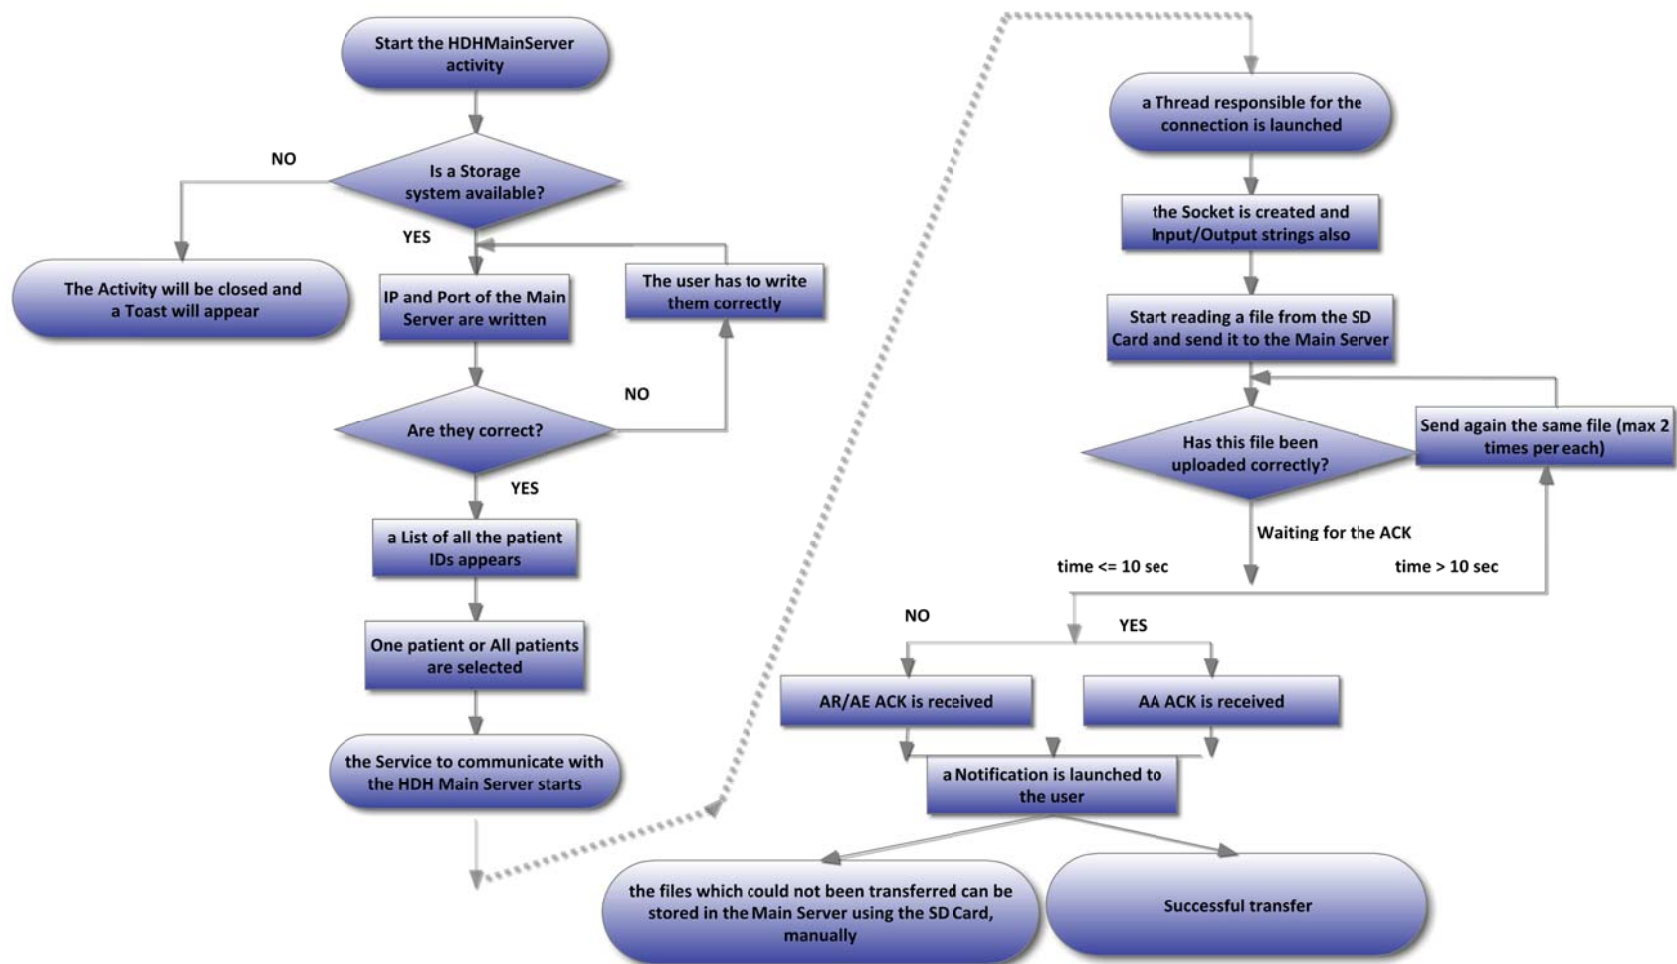 Start the HDHMainServer
activity
NO
Is a Storage
system available?
YES
The Activity will be closed and
a Toast will appear
IP and Port of the Main
Server are written
The user has to write
them correctly
NO
Are they correct?
YES
a List of all the patient
IDs appears
One patient or All patients
are selected
the Service to communicate with
the HDH Main Server starts
a Thread responsible for the
connection is launched
the Socket is created and
Input/Output strings also
Start reading a file from the SD
Card and send it to the Main Server
Send again the same file (max 2
times per each)
Has this file been
uploaded correctly?
Waiting for the ACK
time <= 10 sec
time > 10 sec
NO
YES
AR/AE ACK is received
AA ACK is received
a Notification is launched to
the user
the files which could not been transferred can be
stored in the Main Server using the SD Card,
manually
Successful transfer